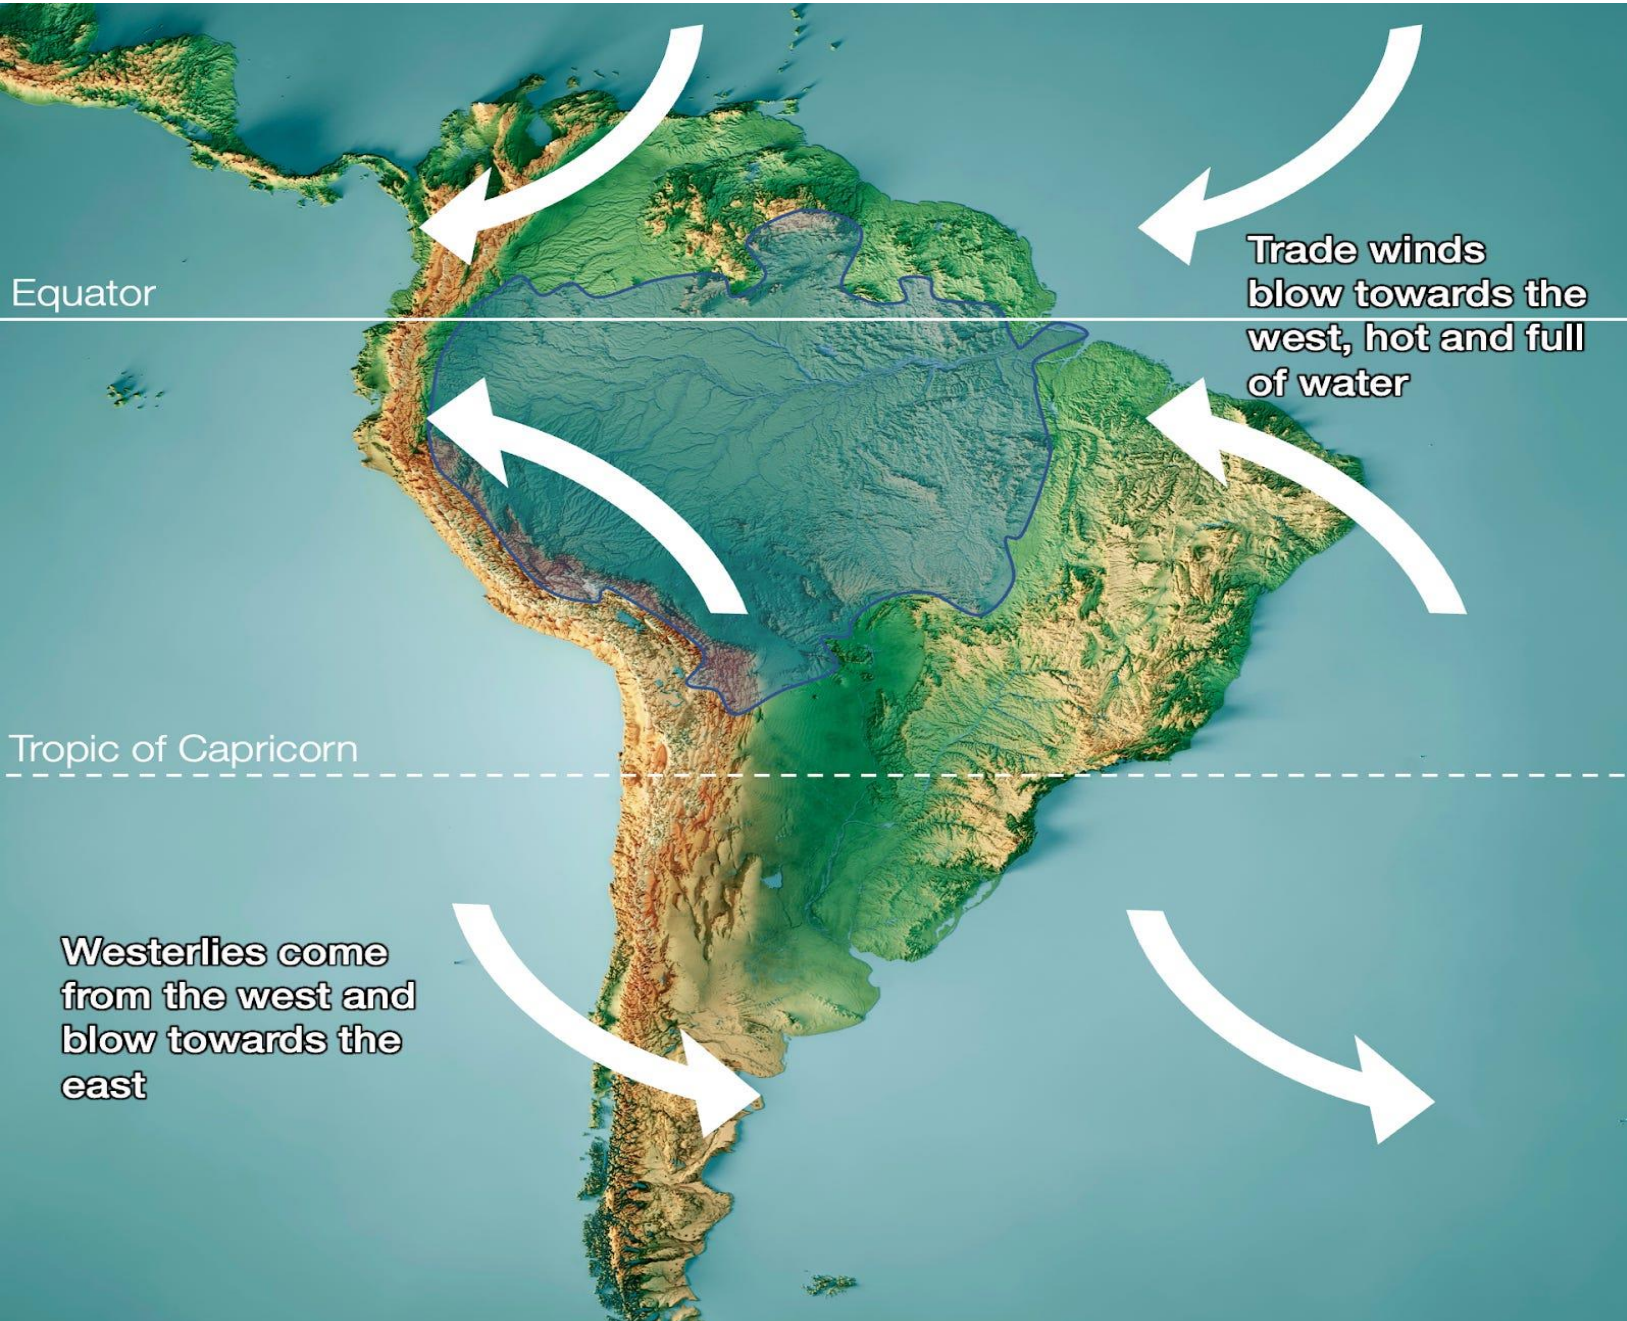 Equator
Trade winds
blow towards the
west, hot and full
of water
Tropic of Capricorn
Westerlies come
from the west and
blow towards the
east